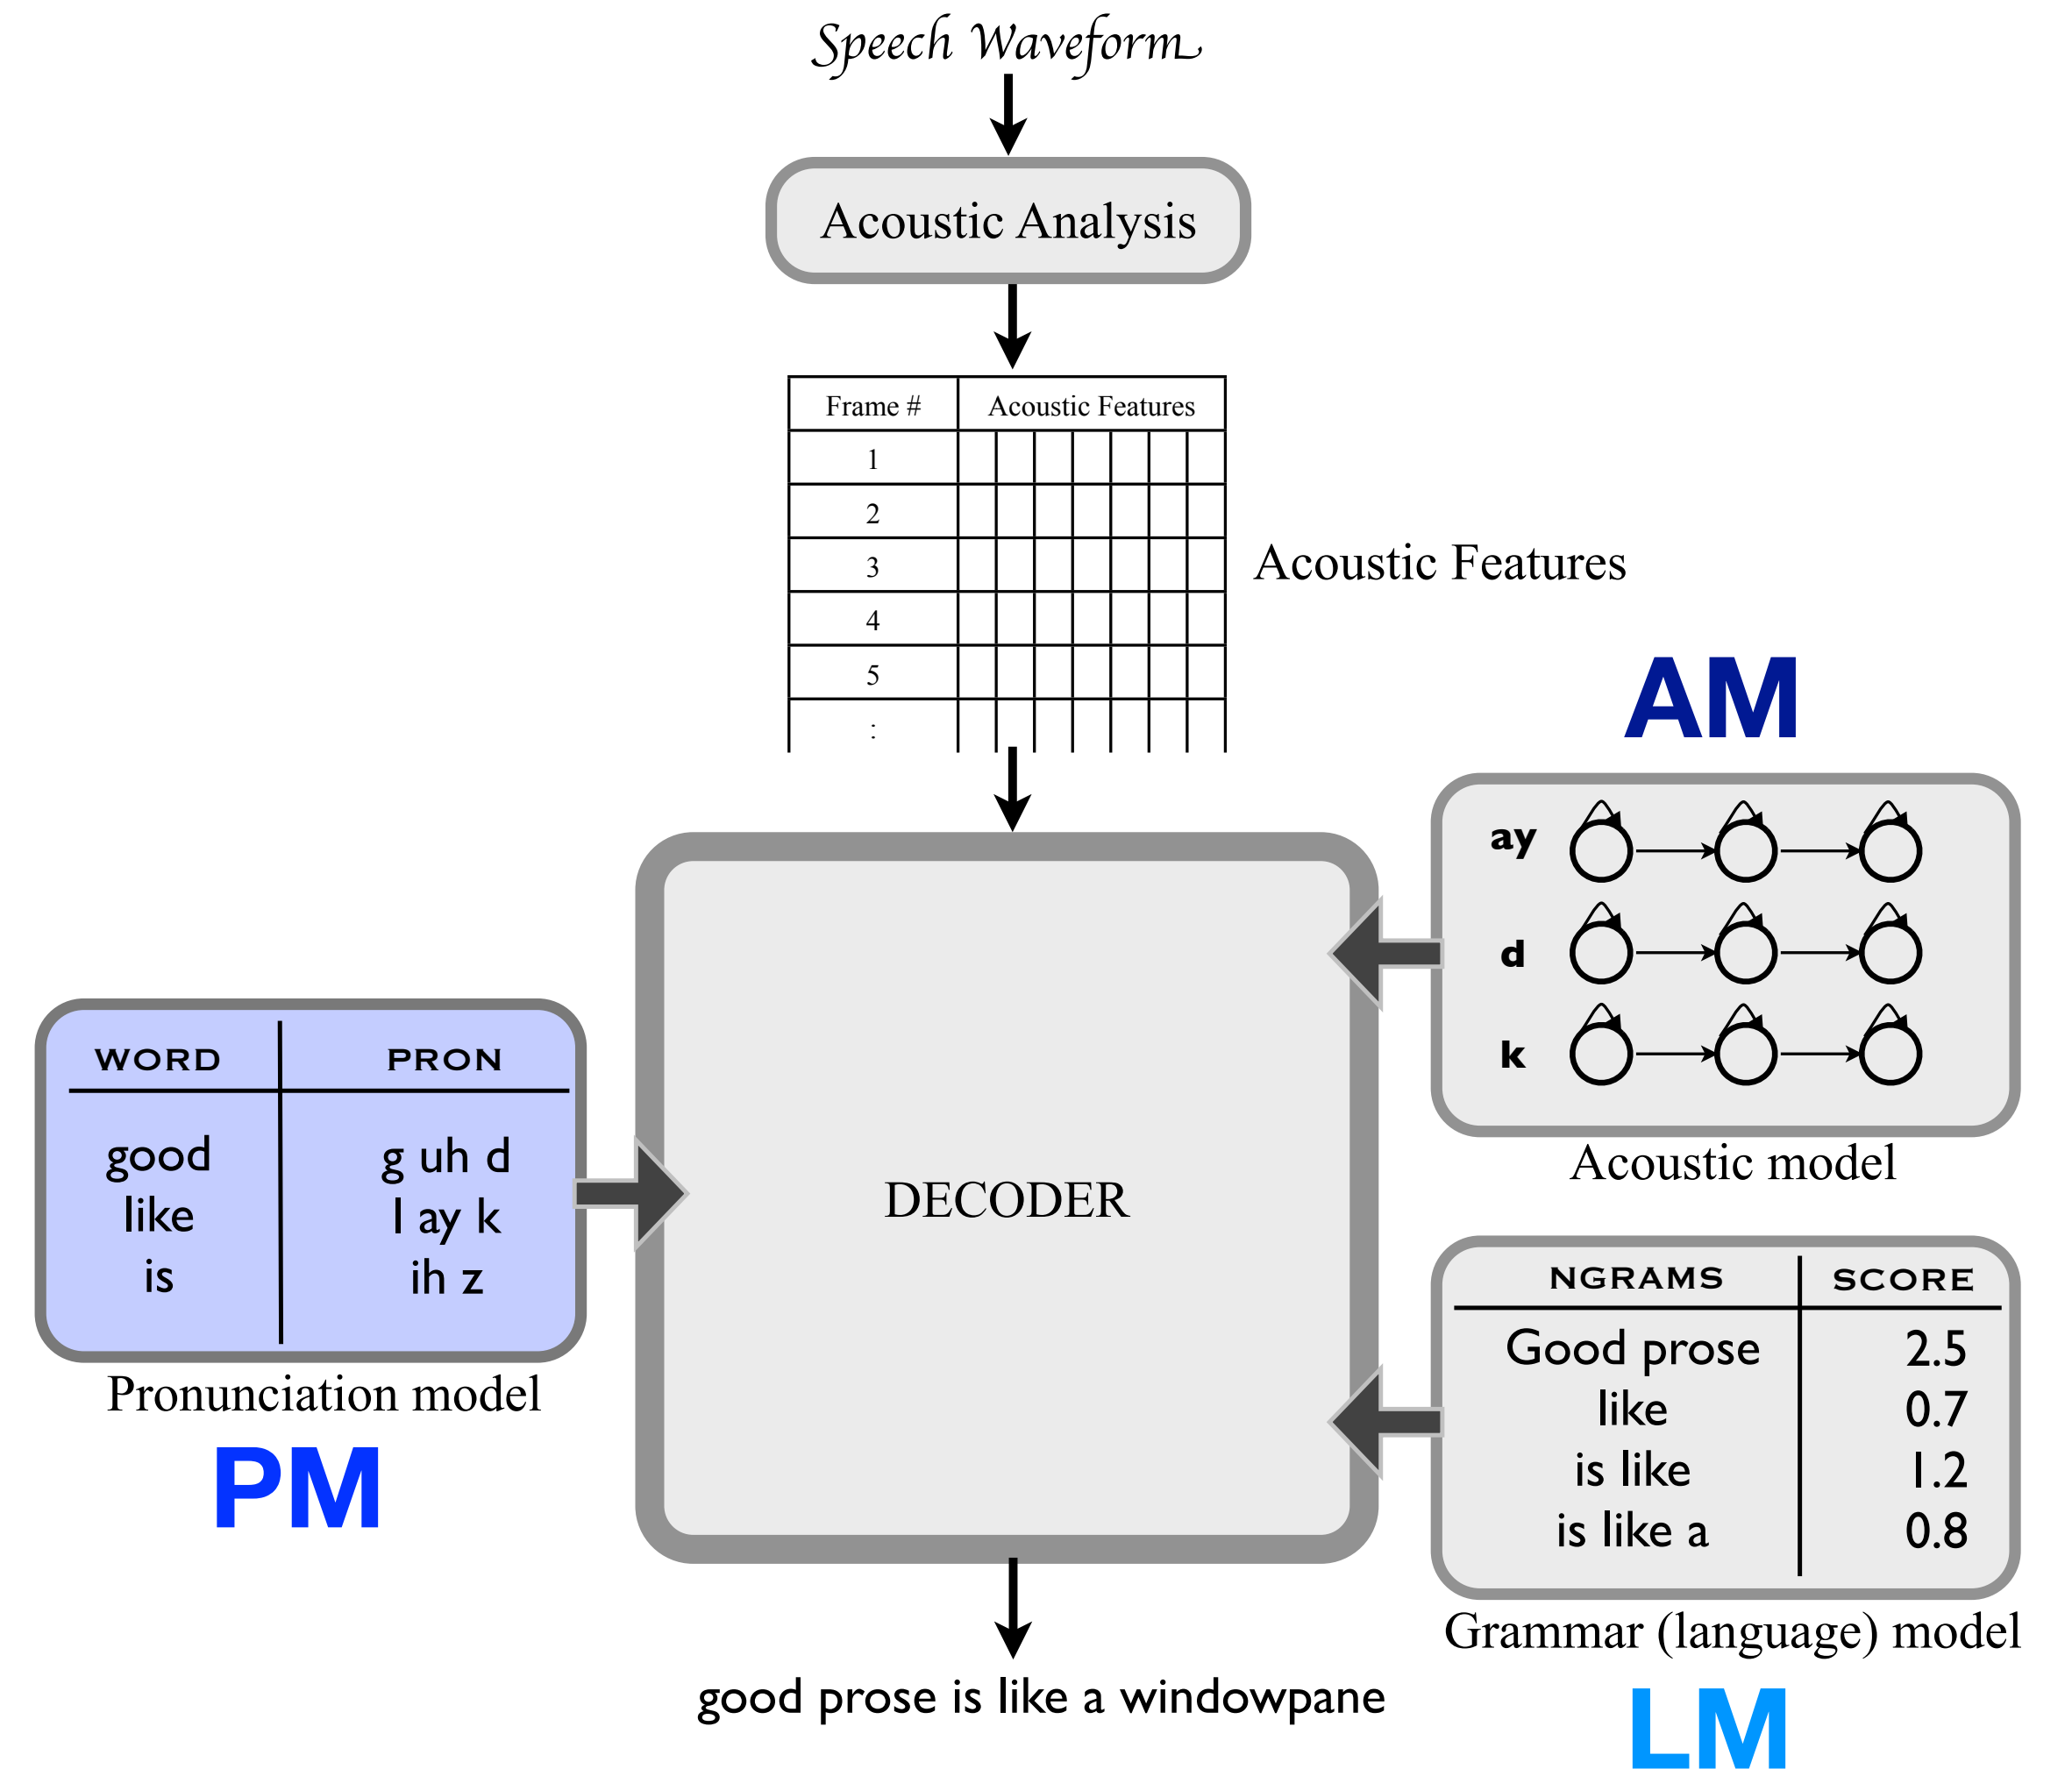 Speech Waveform
Acoustic Analysis
Frame # Acoustic Features
1
2
3
4
5
:
Acoustic Features
AM
ay
d
k
Acoustic model
WORD PRON
good g uh d
like l ay k
is ih z
Pronunciation model
PM
DECODER
NGRAMS SCORE
Good prose 2.5
like 0.7
is like 1.2
is like a 0.8
Grammar (language) model
LM
good prose is like a windowpane